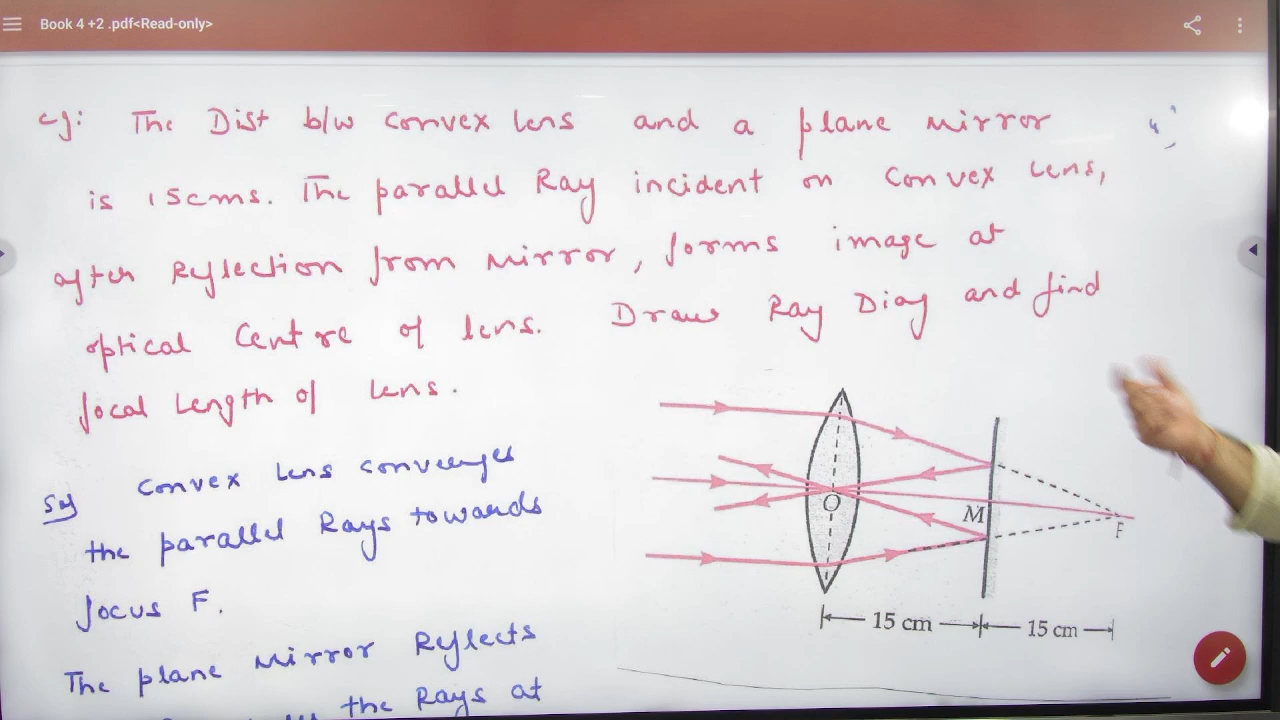 Book 4 +2 .pdf<Read-only>
eg: The Dist b/w convex lens and a plane mirror
is 15cms. The parallel Ray incident on convex lens,
after Reflection from mirror, forms image at
optical Centre of lens. Draw Ray Diag and find
focal Length of lens.
Convex Lens converges
the parallel Rays towards
focus F.
The plane mirror Reflects
the Rays at
O
M
F
15 cm
15 cm